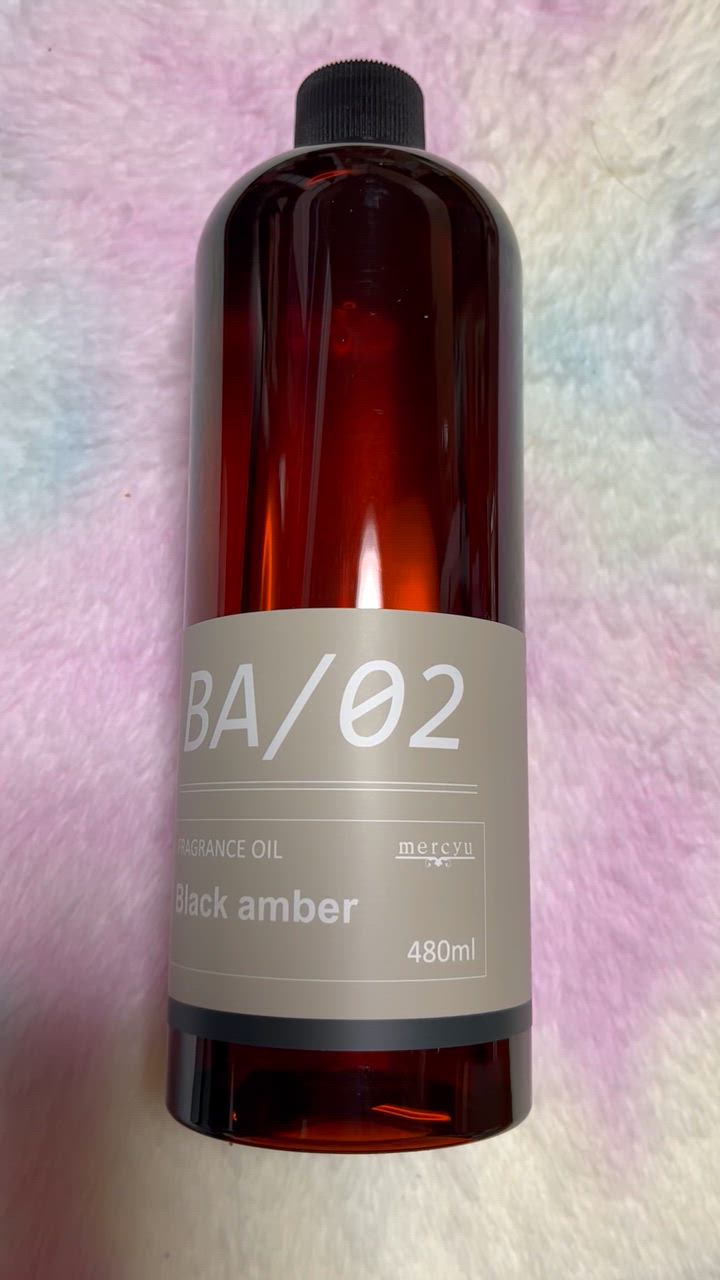 BA/02
FRAGRANCE OIL
mercyu
Black amber
480ml